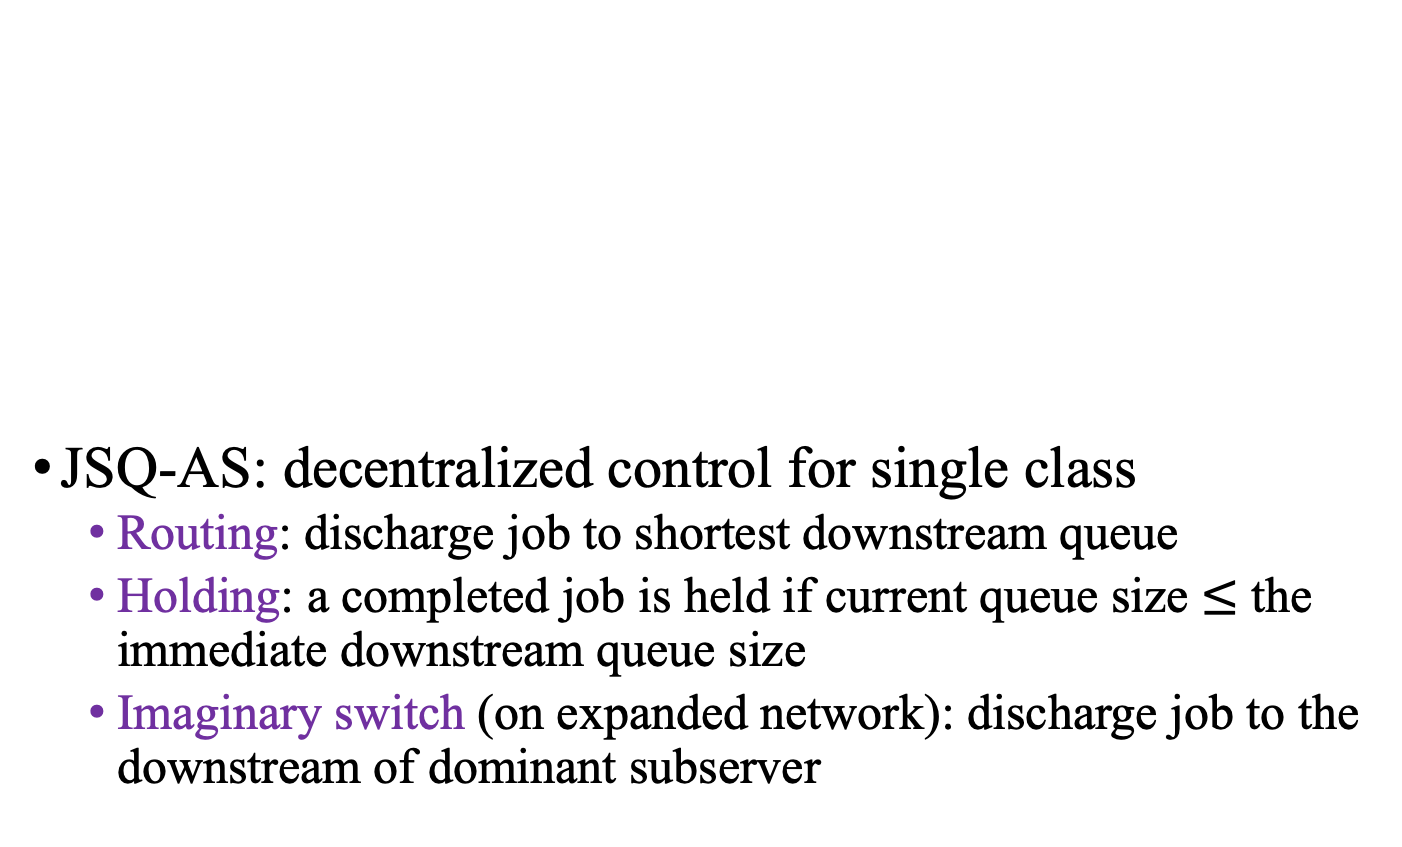 • JSQ-AS: decentralized control for single class
• Routing: discharge job to shortest downstream queue
• Holding: a completed job is held if current queue size ≤ the
immediate downstream queue size
• Imaginary switch (on expanded network): discharge job to the
downstream of dominant subserver